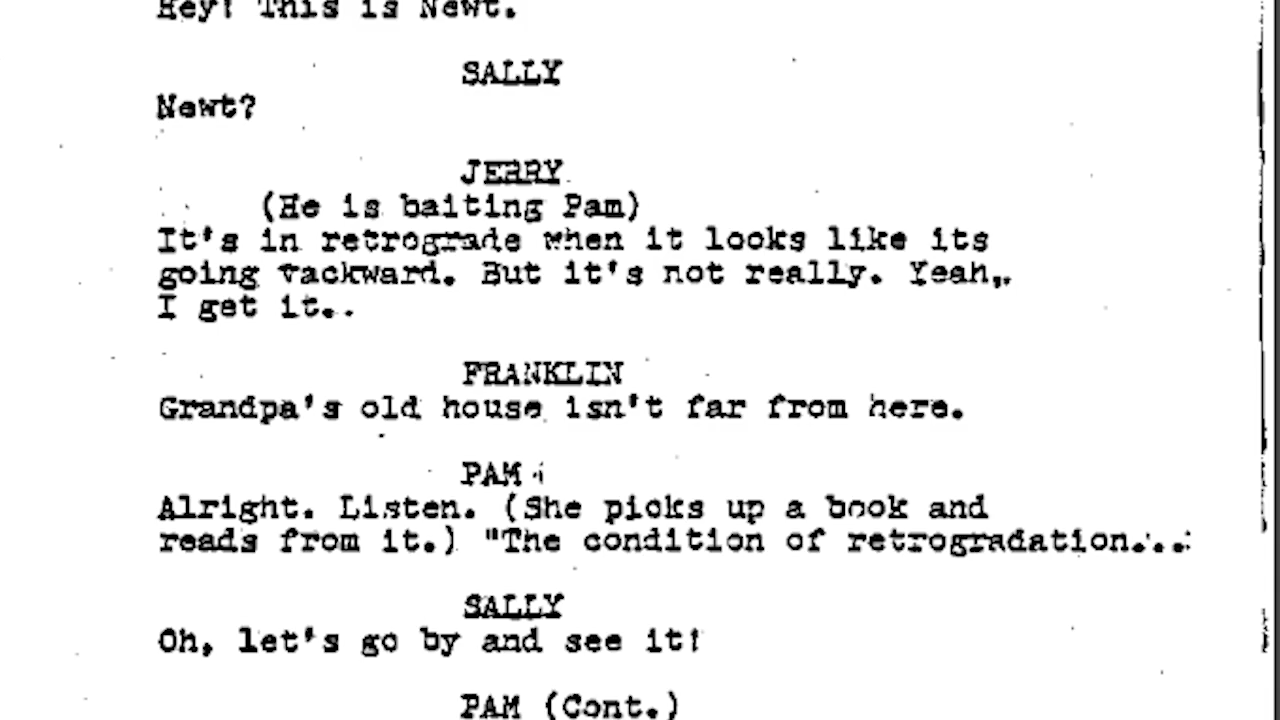 Hey! This is Newt.
SALLY
Newt?
JERRY
(He is baiting Pam)
It's in retrograde when it looks like its
going vackward. But it's not really. Yeah,.
I get it..
FRANKLIN
Grandpa's old house isn't far from here.
PAM
Alright. Listen. (She picks up a book and
reads from it.) "The condition of retrogradation...
SALLY
Oh, let's go by and see it!
PAM (Cont.)